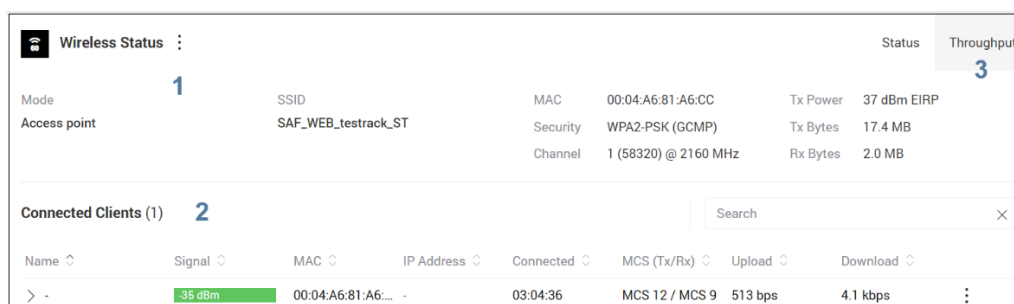 60 Wireless Status Status Throughput
1 3
Mode SSID MAC 00:04:A6:81:A6:CC Tx Power 37 dBm EIRP
Access point SAF_WEB_testrack_ST Security WPA2-PSK (GCMP) Tx Bytes 17.4 MB
Channel 1 (58320) @ 2160 MHz Rx Bytes 2.0 MB
Connected Clients (1) 2 Search
Name Signal MAC IP Address Connected MCS (Tx/Rx) Upload Download
- -35 dBm 00:04:A6:81:A6:... - 03:04:36 MCS 12 / MCS 9 513 bps 4.1 kbps